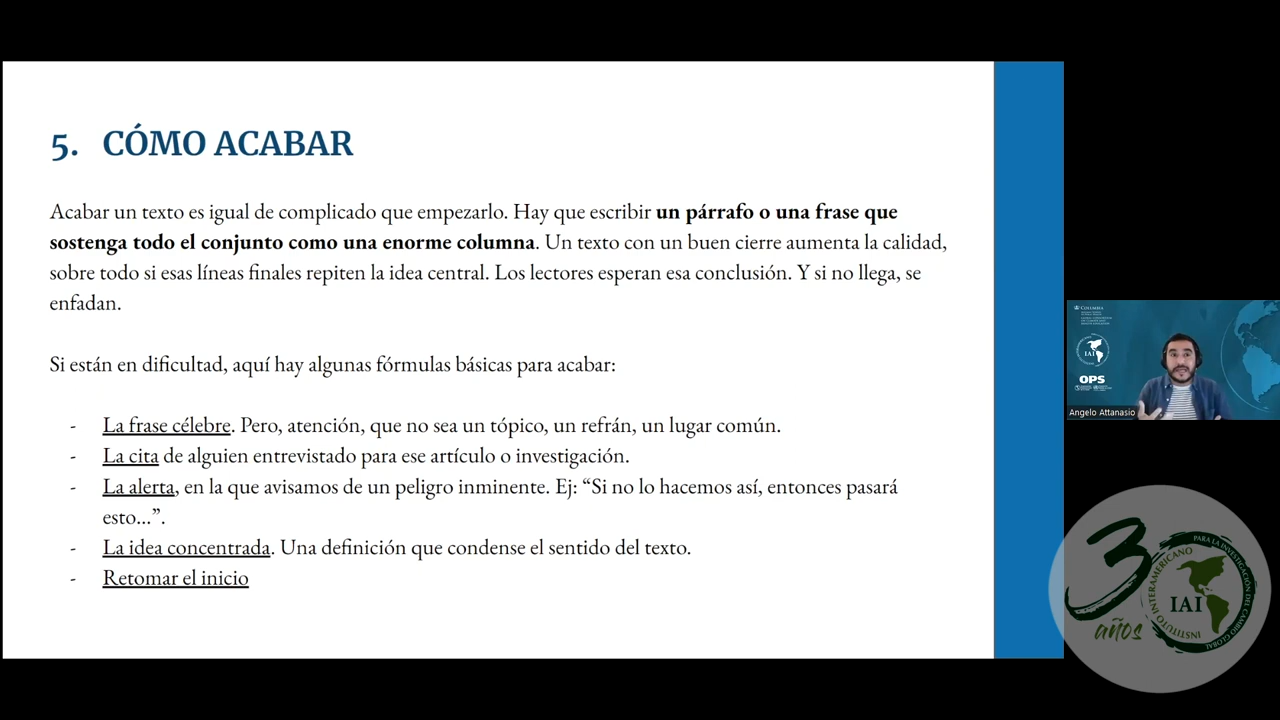 5. CÓMO ACABAR
Acabar un texto es igual de complicado que empezarlo. Hay que escribir un párrafo o una frase que
sostenga todo el conjunto como una enorme columna. Un texto con un buen cierre aumenta la calidad,
sobre todo si esas líneas finales repiten la idea central. Los lectores esperan esa conclusión. Y si no llega, se
enfadan.
Si están en dificultad, aquí hay algunas fórmulas básicas para acabar:
- La frase célebre. Pero, atención, que no sea un tópico, un refrán, un lugar común.
- La cita de alguien entrevistado para ese artículo o investigación.
- La alerta, en la que avisamos de un peligro inminente. Ej: “Si no lo hacemos así, entonces pasará
esto...”.
- La idea concentrada. Una definición que condense el sentido del texto.
- Retomar el inicio
COLUMBIA
IAI
OPS
Angelo Attanasio
30
años
INSTITUTO INTERAMERICANO
PARA LA INVESTIGACIÓN DEL CAMBIO GLOBAL
IAI